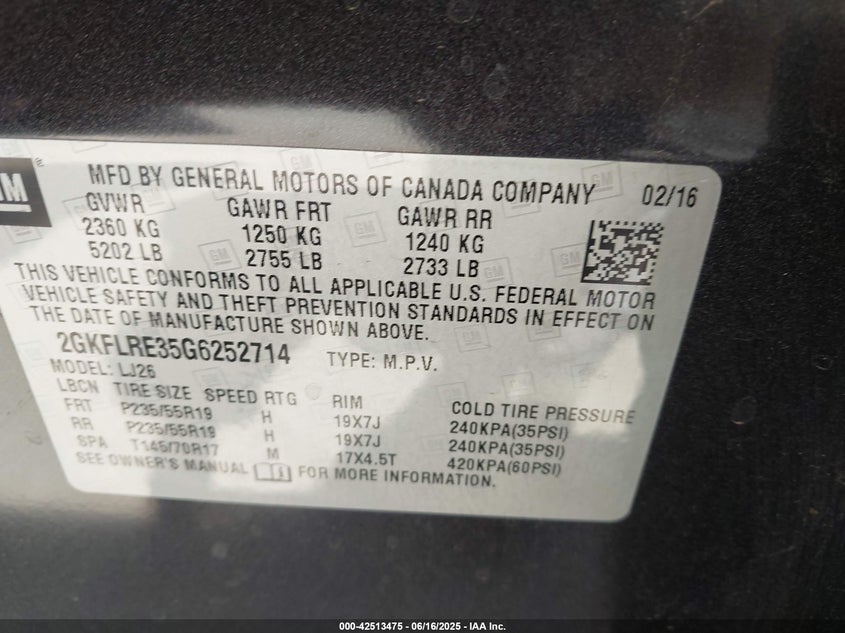 GM ®
MFD BY GENERAL MOTORS OF CANADA COMPANY 02/16
GVWR GAWR FRT GAWR RR
2360 KG 1250 KG 1240 KG
5202 LB 2755 LB 2733 LB
THIS VEHICLE CONFORMS TO ALL APPLICABLE U.S. FEDERAL MOTOR
VEHICLE SAFETY AND THEFT PREVENTION STANDARDS IN EFFECT ON
THE DATE OF MANUFACTURE SHOWN ABOVE.
2GKFLRE35G6252714 TYPE: M.P.V.
MODEL: LJ26
LBCN TIRE SIZE SPEED RTG RIM COLD TIRE PRESSURE
FRT P235/55R19 H 19X7J 240KPA(35PSI)
RR P235/55R19 H 19X7J 240KPA(35PSI)
SPA T145/70R17 M 17X4.5T 420KPA(60PSI)
SEE OWNER'S MANUAL FOR MORE INFORMATION.
000-42513475 - 06/16/2025 - IAA Inc.